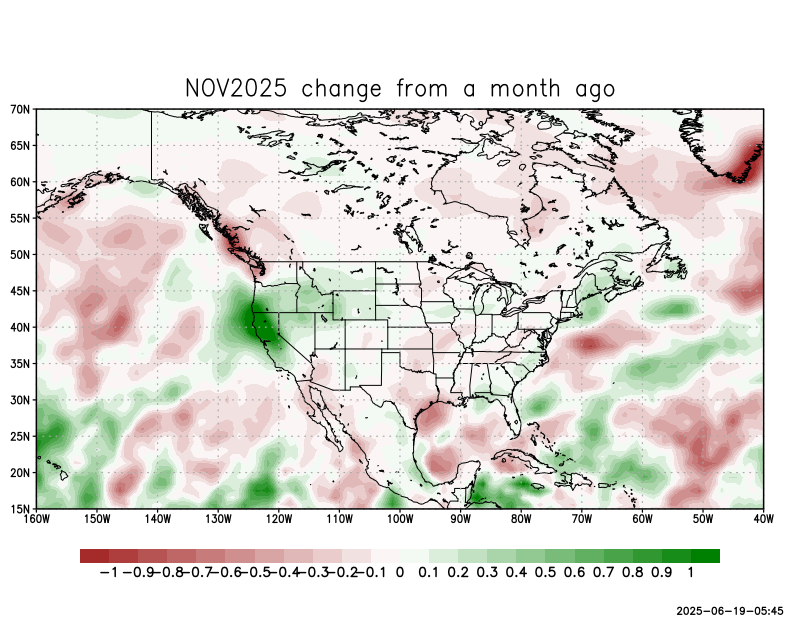 NOV2025 change from a month ago
70N
65N
60N
55N
50N
45N
40N
35N
30N
25N
20N
15N
160W 150W 140W 130W 120W 110W 100W 90W 80W 70W 60W 50W 40W
−1 −0.9−0.8−0.7−0.6−0.5−0.4−0.3−0.2−0.1 0 0.1 0.2 0.3 0.4 0.5 0.6 0.7 0.8 0.9 1
2025−06−19−05:45